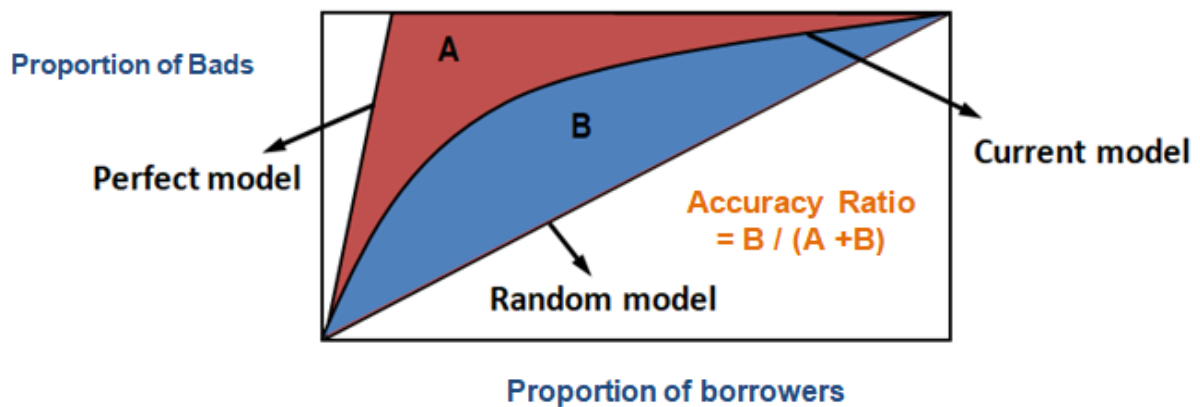 A
Proportion of Bads
B
Current model
Perfect model
Accuracy Ratio
= B / (A +B)
Random model
Proportion of borrowers